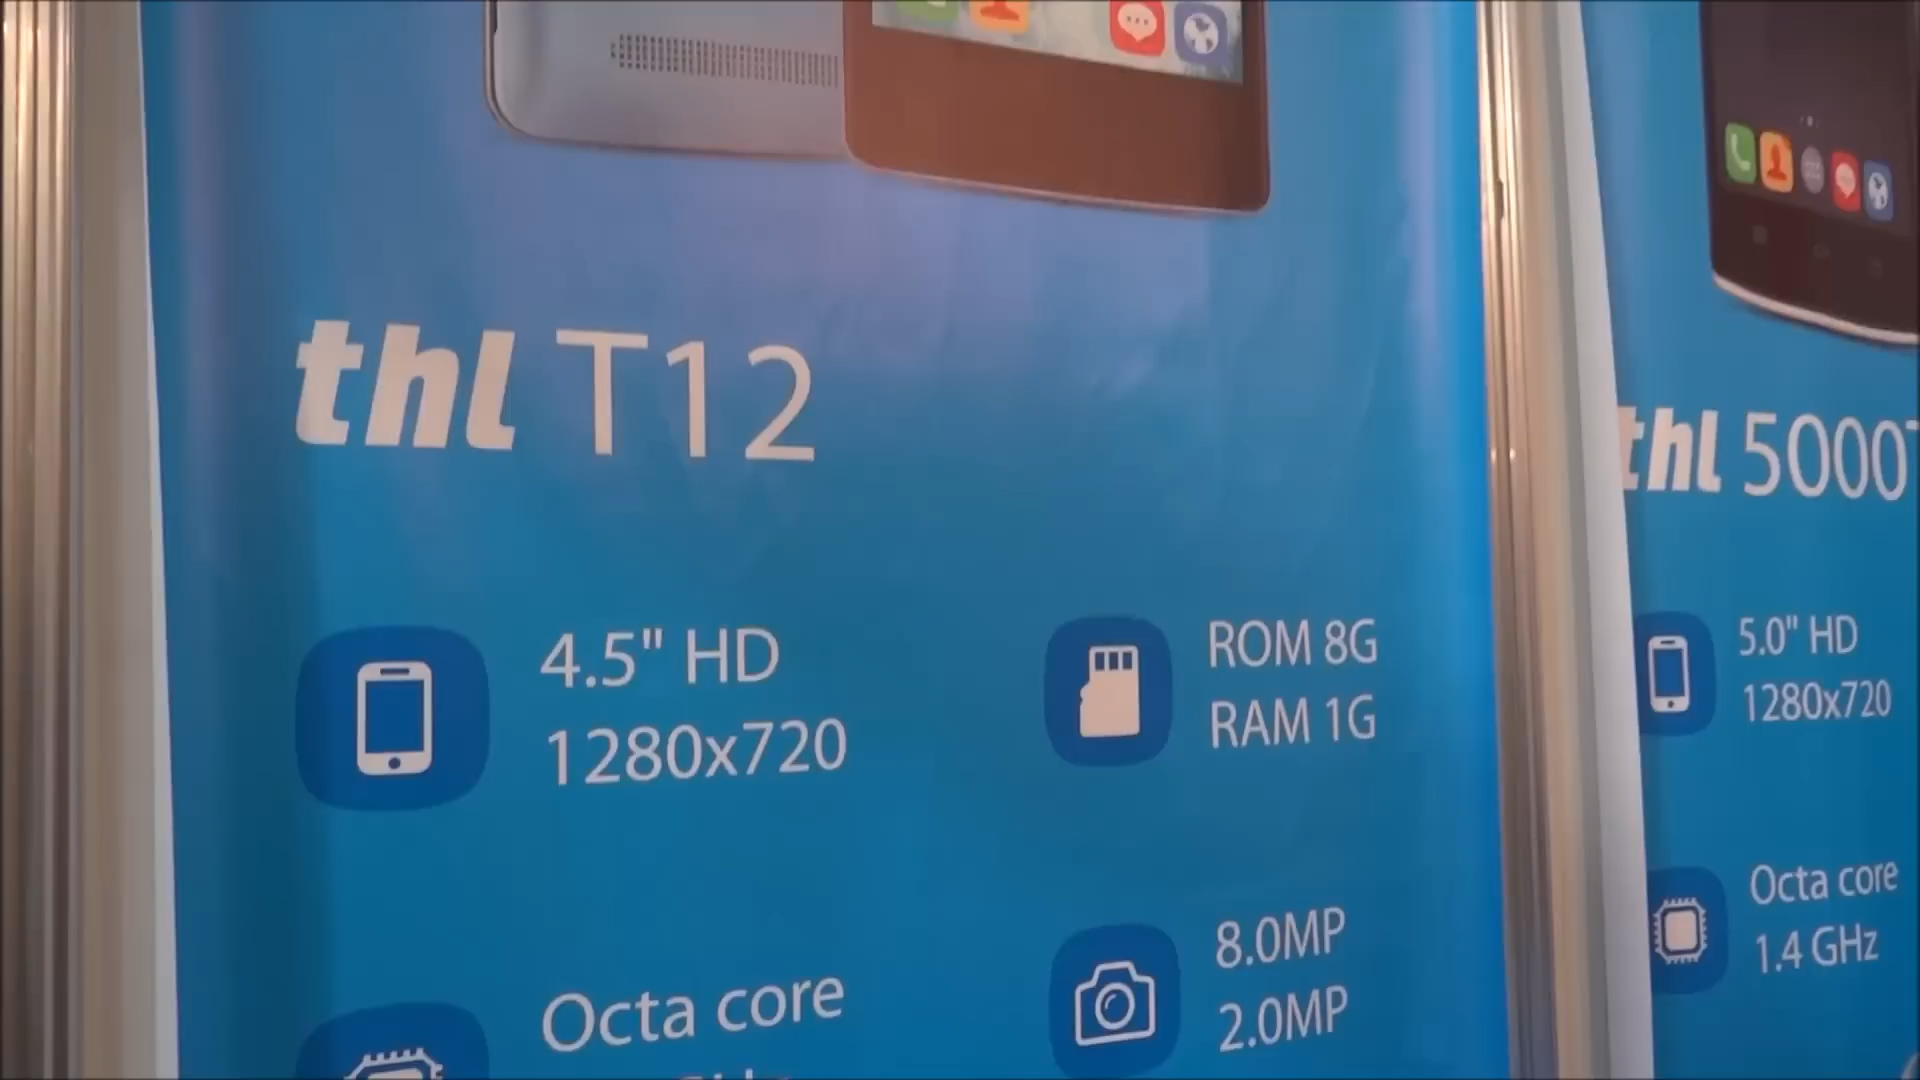 thl T12
4.5" HD
1280x720
ROM 8G
RAM 1G
Octa core
8.0MP
2.0MP
thl 5000T
5.0" HD
1280x720
Octa core
1.4 GHz